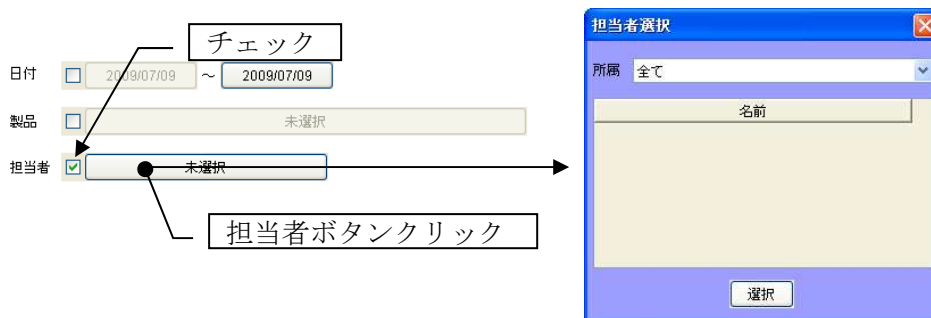 チェック
日付 2009/07/09 ～ 2009/07/09
製品 未選択
担当者 未選択
担当者ボタンクリック
担当者選択
所属 全て
名前
選択